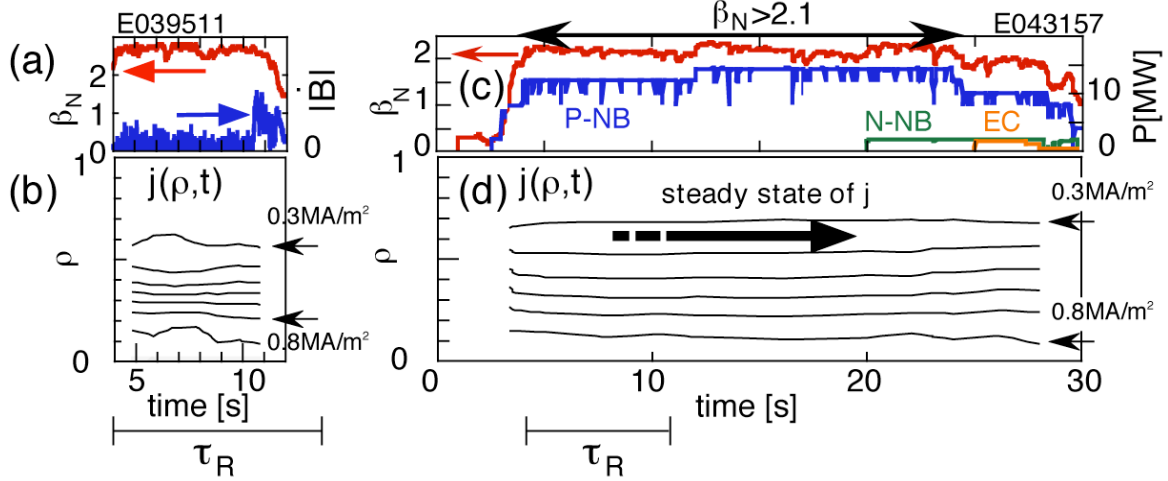 E039511
(a)
2
1
0
β_N
|Ḃ|
0
(b)
1
j(ρ,t)
0.3MA/m²
ρ
0.8MA/m²
0
5
10
time [s]
τ_R
β_N>2.1
E043157
(c)
2
1
0
β_N
P-NB
N-NB
EC
10
0
P[MW]
(d)
1
j(ρ,t)
steady state of j
0.3MA/m²
ρ
0.8MA/m²
0
0
10
20
30
time [s]
τ_R